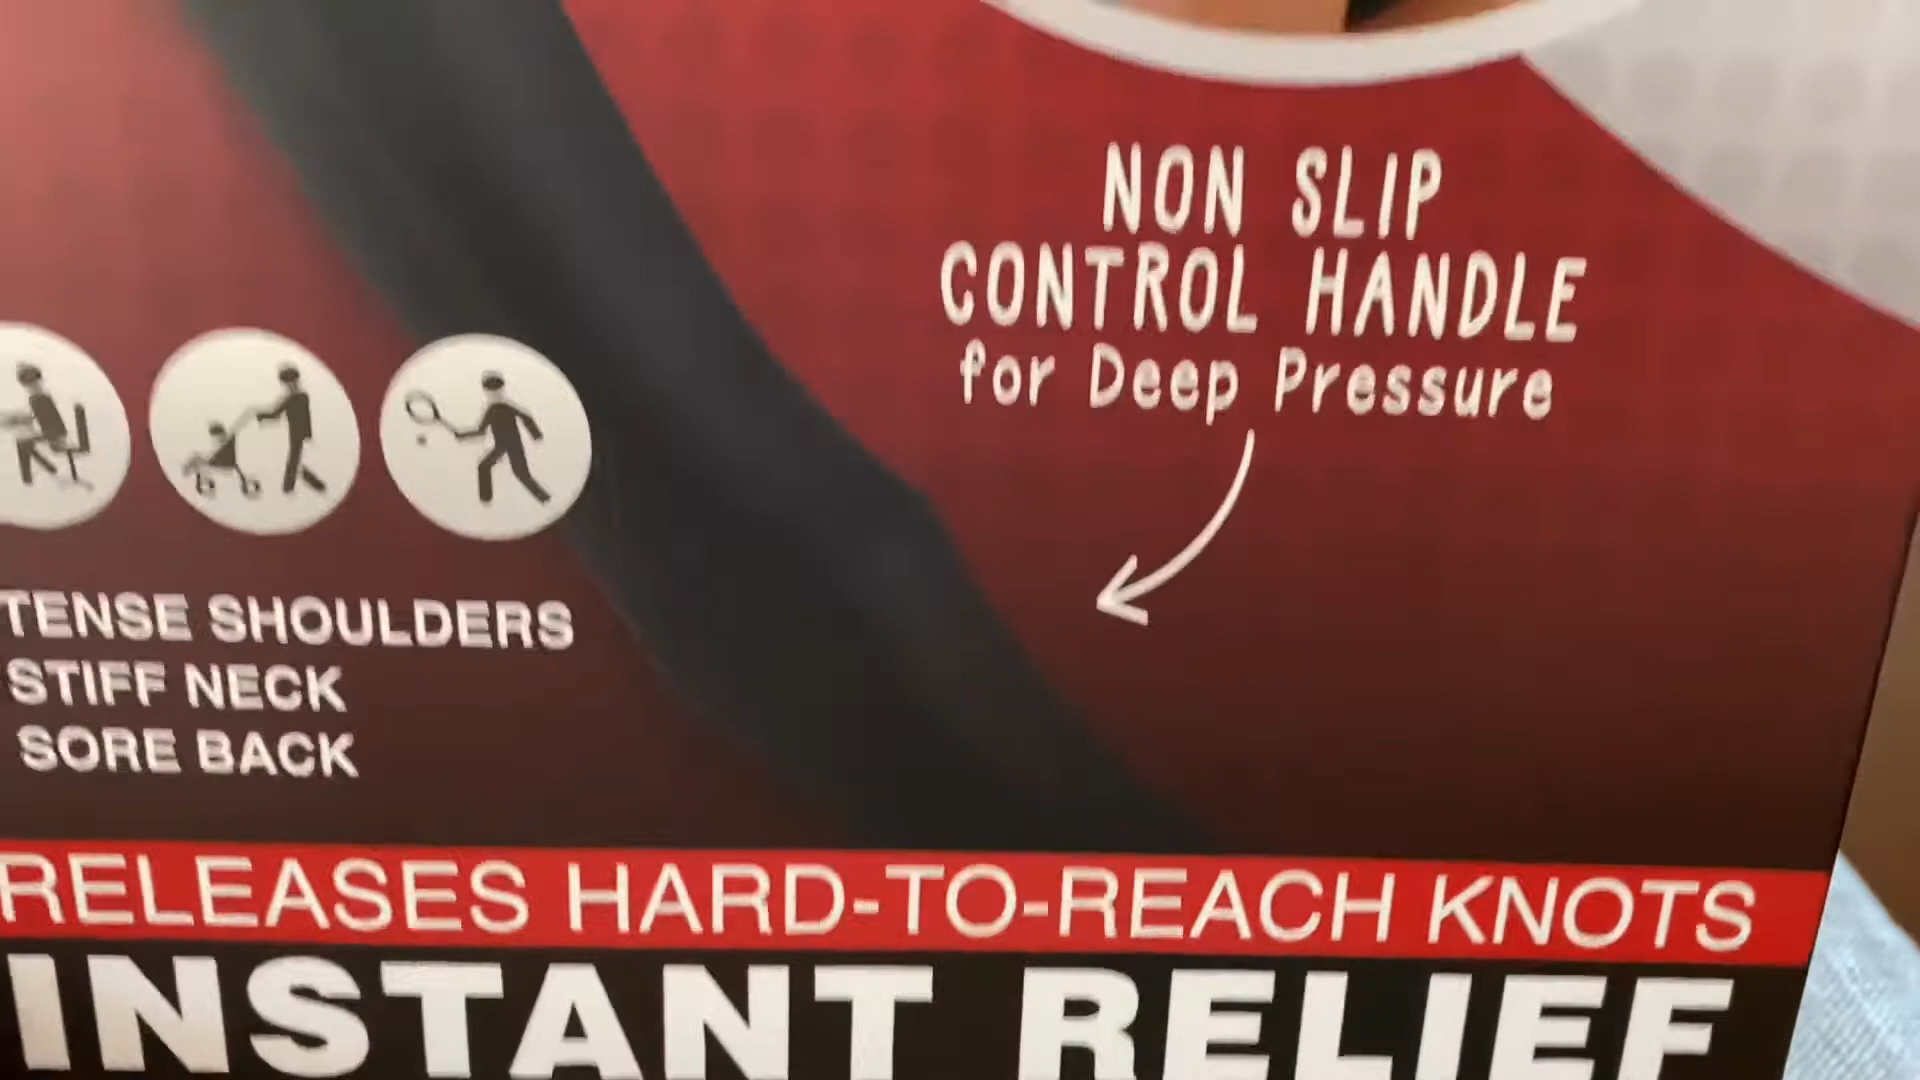 NON SLIP
CONTROL HANDLE
for Deep Pressure
TENSE SHOULDERS
STIFF NECK
SORE BACK
RELEASES HARD-TO-REACH KNOTS
INSTANT RELIEF